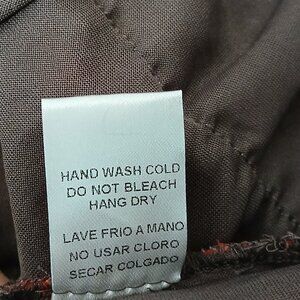 HAND WASH COLD
DO NOT BLEACH
HANG DRY
LAVE FRIO A MANO
NO USAR CLORO
SECAR COLGADO